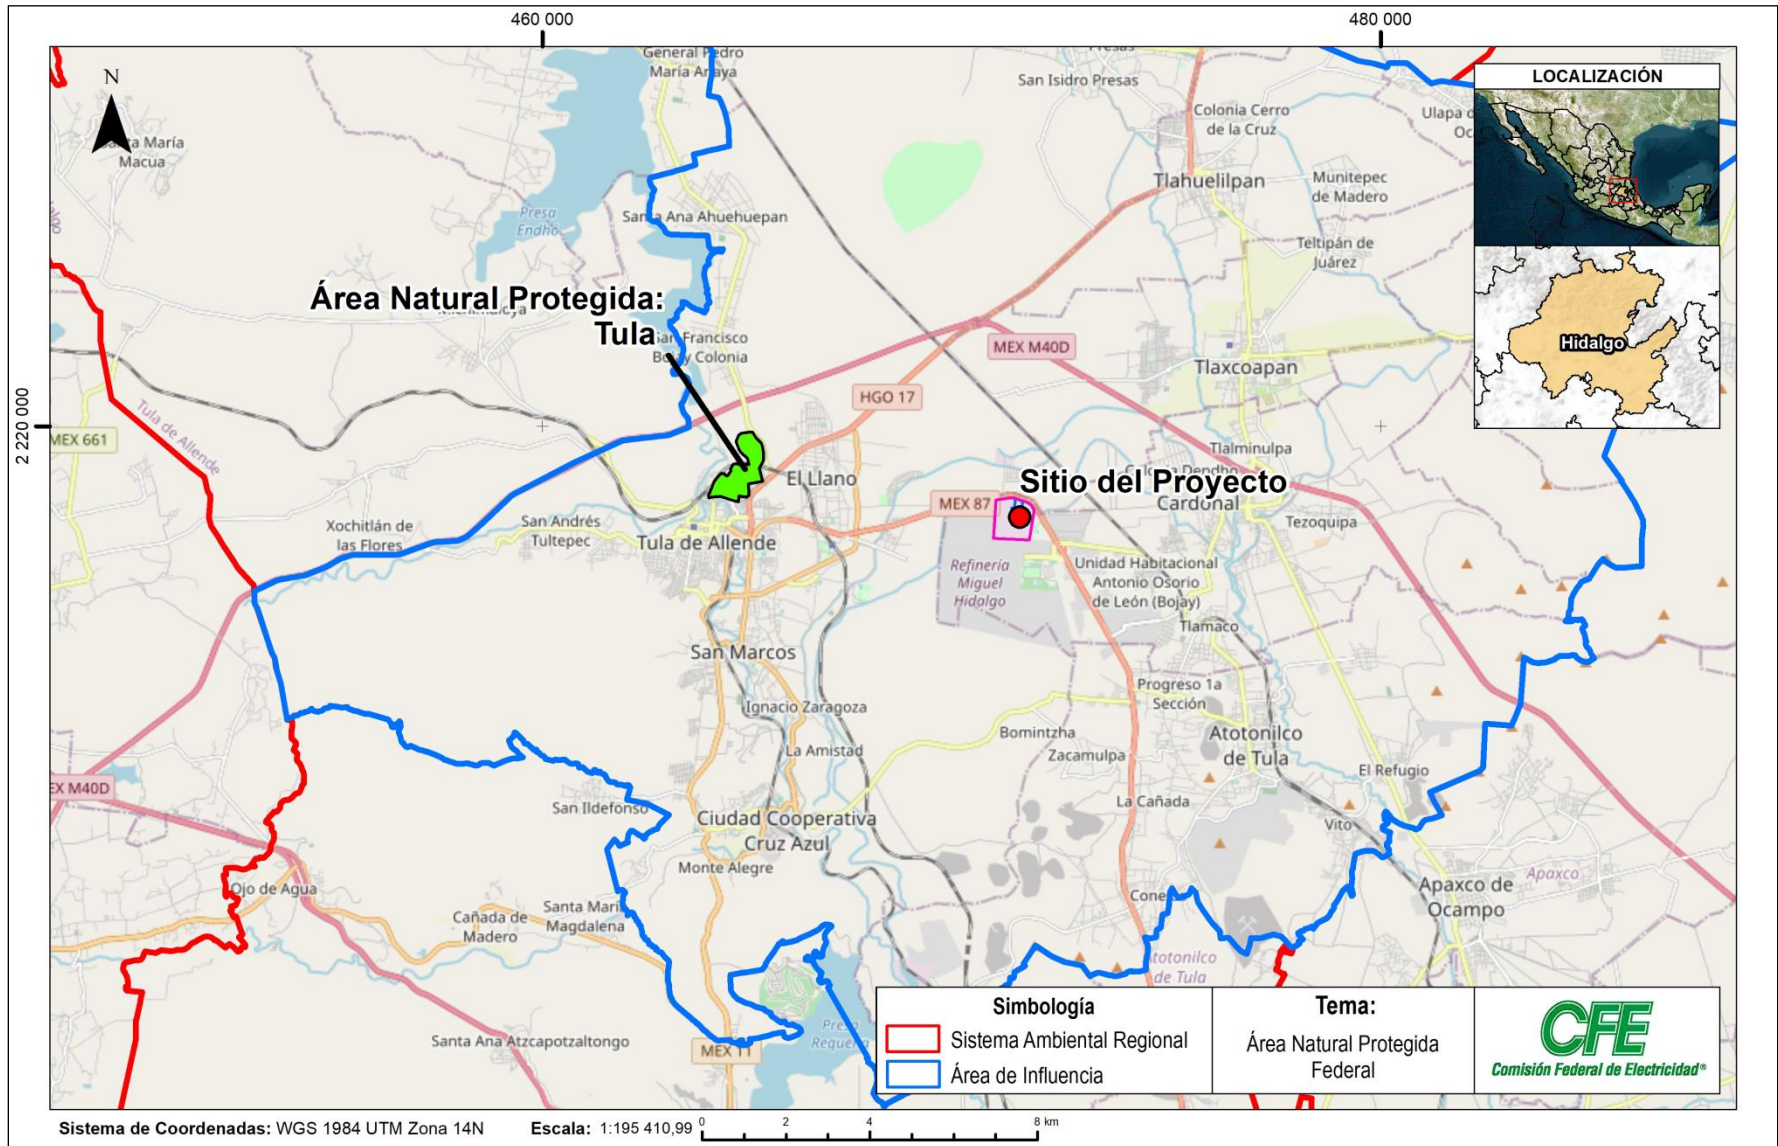 460 000
480 000
N
General Pedro
María Anaya
San Isidro Presas
Colonia Cerro
de la Cruz
Santa María
Macua
Tlahuelilpan
Munitepec
de Madero
Presa
Endhó
Santa Ana Ahuehuepan
Teltipán de
Juárez
Área Natural Protegida:
Tula
San Francisco
Bojay Colonia
MEX M40D
Tlaxcoapan
HGO 17
220 000
MEX 661
Tula de Allende
Tlalminulpa
El Llano
Sitio del Proyecto
MEX 87
Cardonal
Tezoquipa
Xochitlán de
las Flores
San Andrés
Tultepec
Tula de Allende
Refinería
Miguel
Hidalgo
Unidad Habitacional
Antonio Osorio
de León (Bojay)
Tlamaco
San Marcos
Progreso 1a
Sección
Ignacio Zaragoza
Bomintzha
La Amistad
Zacamulpa
Atotonilco
de Tula
El Refugio
EX M40D
San Ildefonso
La Cañada
Ciudad Cooperativa
Cruz Azul
Vito
Monte Alegre
Ojo de Agua
Apaxco
Apaxco de
Ocampo
Cañada de
Madero
Santa María
Magdalena
Atotonilco
de Tula
Santa Ana Atzcapotzaltongo
MEX 11
Presa
Requena
LOCALIZACIÓN
Hidalgo
Simbología
Sistema Ambiental Regional
Área de Influencia
Tema:
Área Natural Protegida
Federal
CFE
Comisión Federal de Electricidad®
Sistema de Coordenadas: WGS 1984 UTM Zona 14N
Escala: 1:195 410,99
0 2 4 8 km